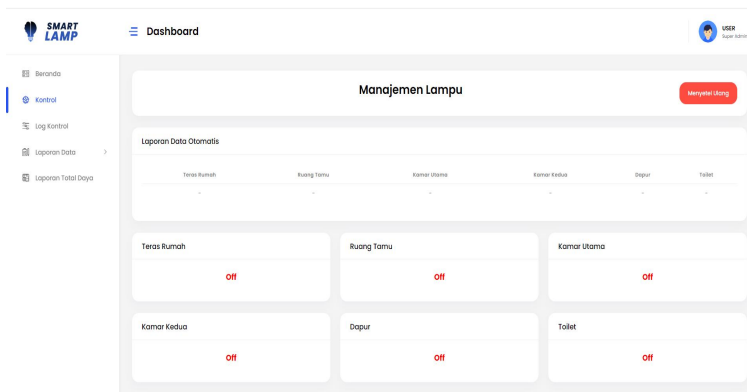 SMART
LAMP
Dashboard
USER
Super Admin
Beranda
Kontrol
Log Kontrol
Laporan Data
Laporan Total Daya
Manajemen Lampu
Menyetel Ulang
Laporan Data Otomatis
Teras Rumah Ruang Tamu Kamar Utama Kamar Kedua Dapur Toilet
- - - - - -
Teras Rumah Ruang Tamu Kamar Utama
Off Off Off
Kamar Kedua Dapur Toilet
Off Off Off